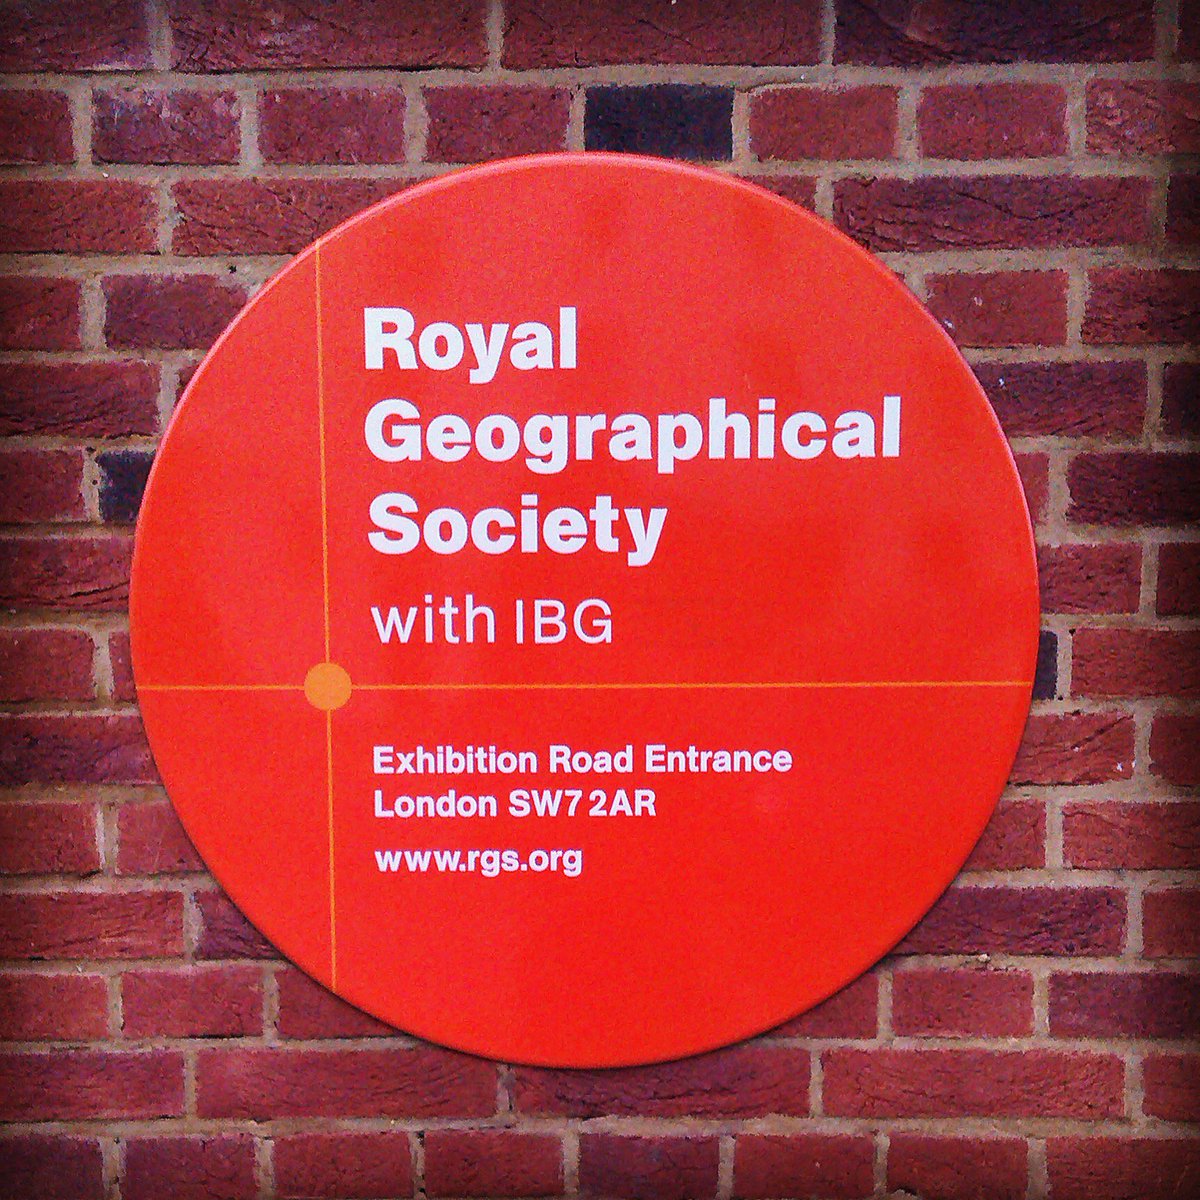 Royal
Geographical
Society
with IBG
Exhibition Road Entrance
London SW7 2AR
www.rgs.org